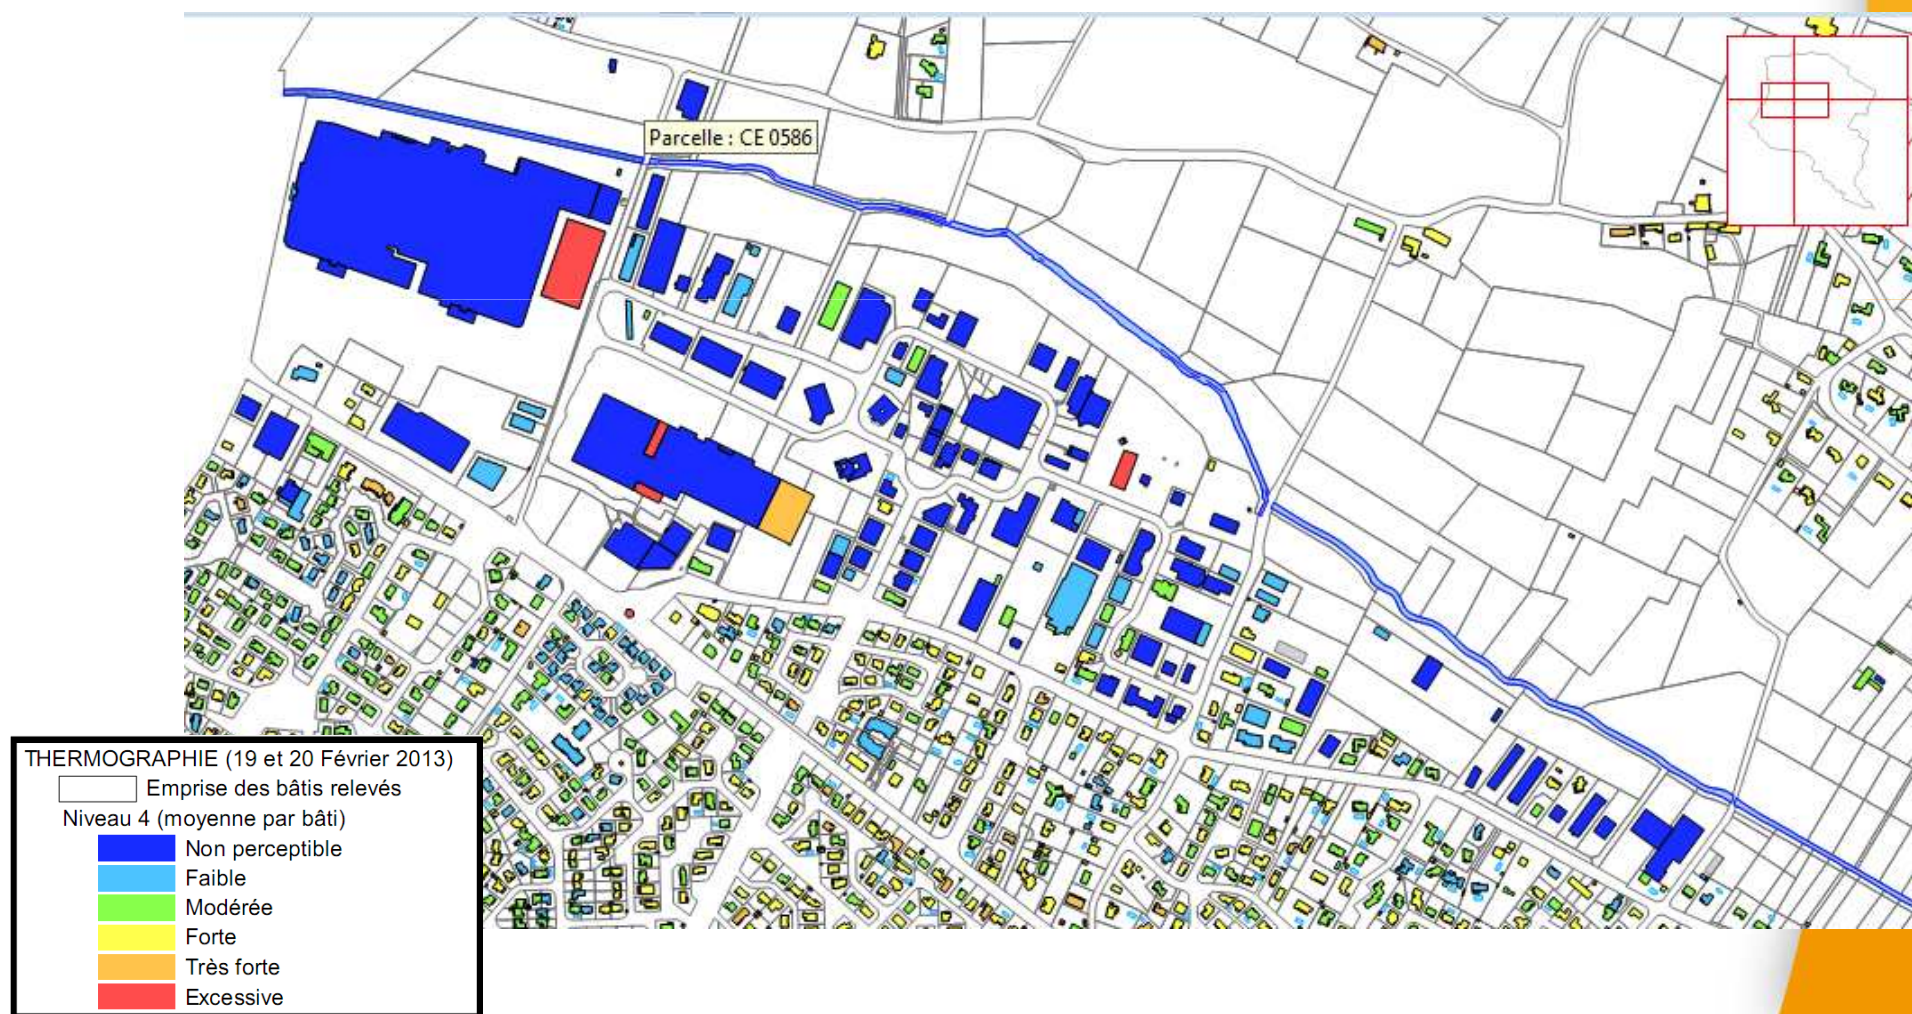 Parcelle : CE 0586
THERMOGRAPHIE (19 et 20 Février 2013)
Emprise des bâtis relevés
Niveau 4 (moyenne par bâti)
Non perceptible
Faible
Modérée
Forte
Très forte
Excessive